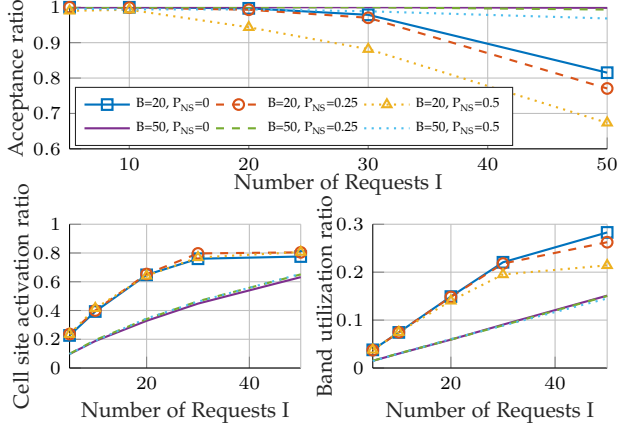 Acceptance ratio
1
0.9
0.8
0.7
0.6
B=20, P_NS=0
B=20, P_NS=0.25
B=20, P_NS=0.5
B=50, P_NS=0
B=50, P_NS=0.25
B=50, P_NS=0.5
10
20
30
40
50
Number of Requests I
Cell site activation ratio
1
0.8
0.6
0.4
0.2
0
20
40
Number of Requests I
Band utilization ratio
0.3
0.2
0.1
0
20
40
Number of Requests I